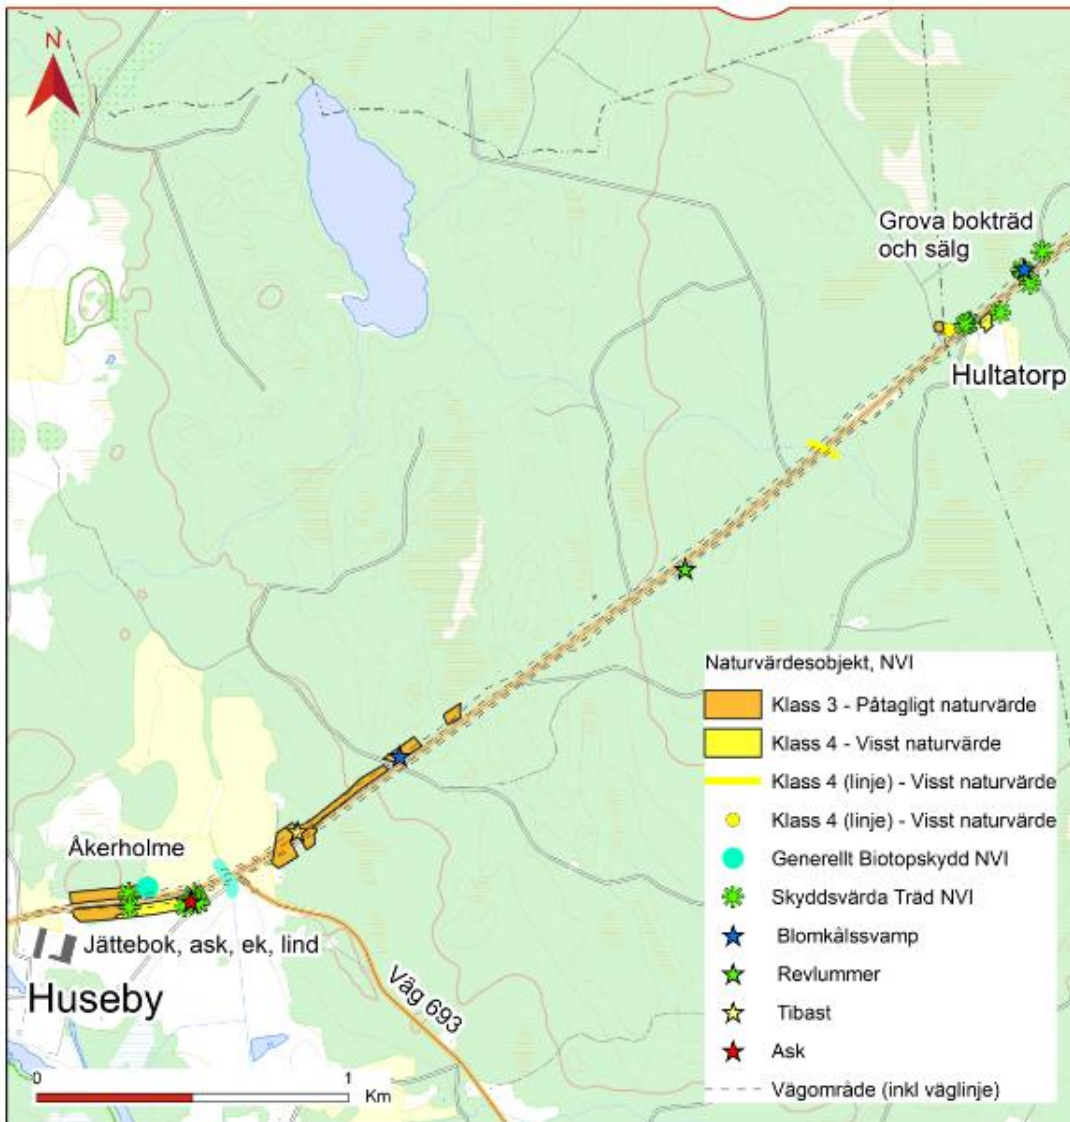 N
Grova bokträd
och sälg
Hultatorp
Åkerholme
Jättebok, ask, ek, lind
Huseby
Väg 693
0
1
Km
Naturvärdesobjekt, NVI
Klass 3 - Påtagligt naturvärde
Klass 4 - Visst naturvärde
Klass 4 (linje) - Visst naturvärde
Klass 4 (linje) - Visst naturvärde
Generellt Biotopskydd NVI
Skyddsvärda Träd NVI
Blomkålssvamp
Revlummer
Tibast
Ask
Vägområde (inkl väglinje)